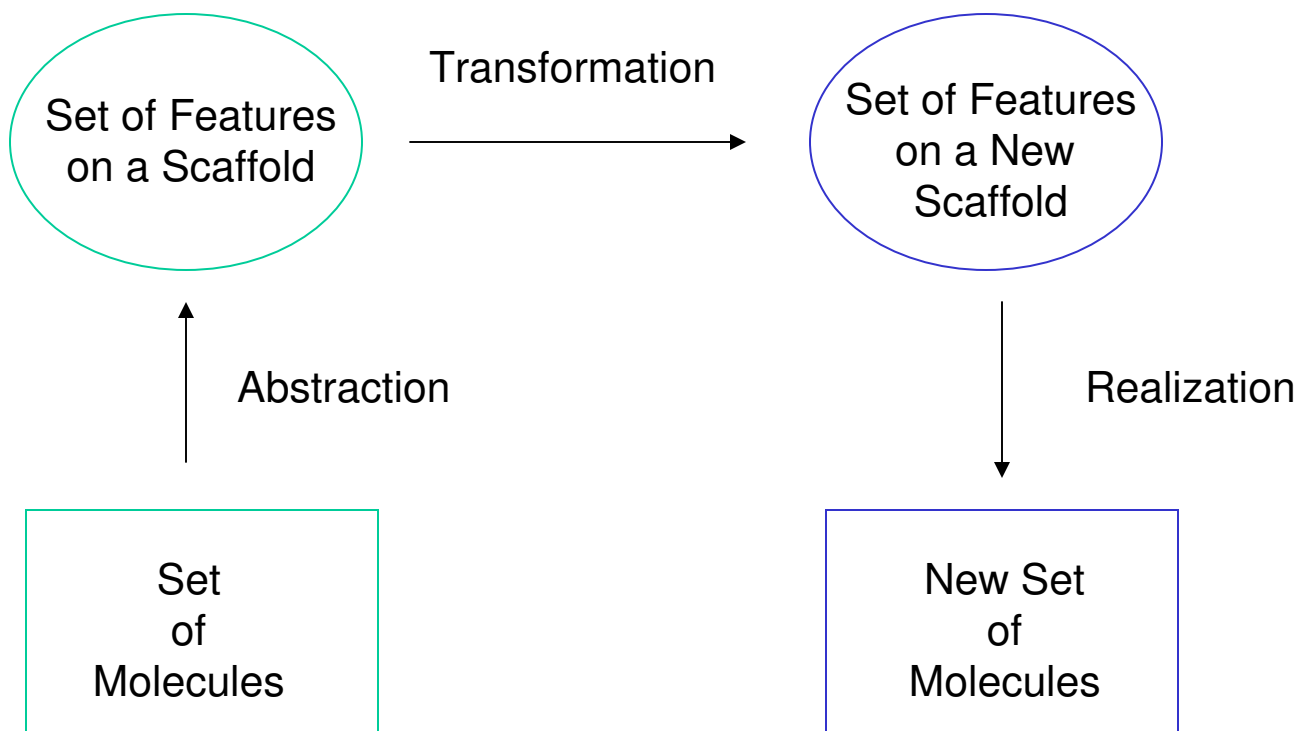 Transformation
Set of Features
on a Scaffold
Set of Features
on a New
Scaffold
Abstraction
Realization
Set
of
Molecules
New Set
of
Molecules